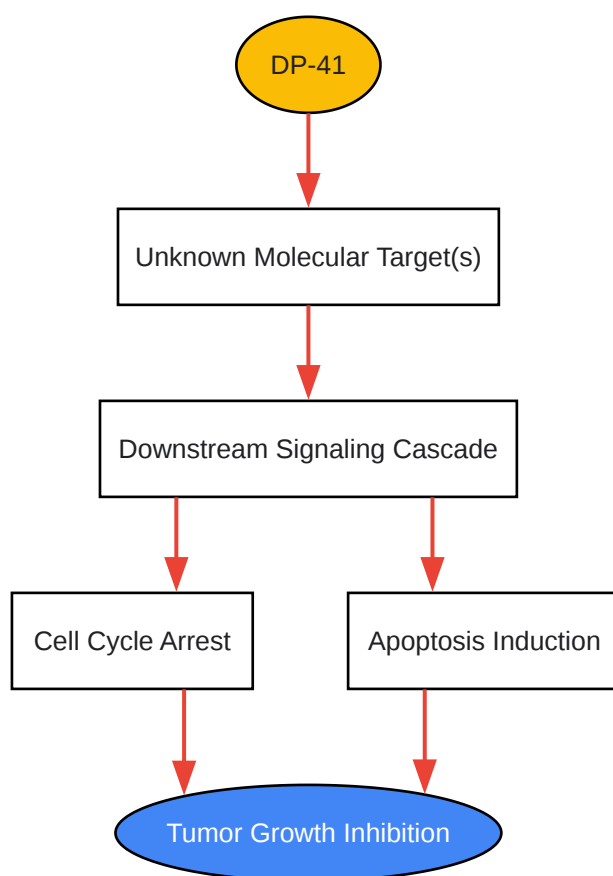 DP-41
Unknown Molecular Target(s)
Downstream Signaling Cascade
Cell Cycle Arrest
Apoptosis Induction
Tumor Growth Inhibition